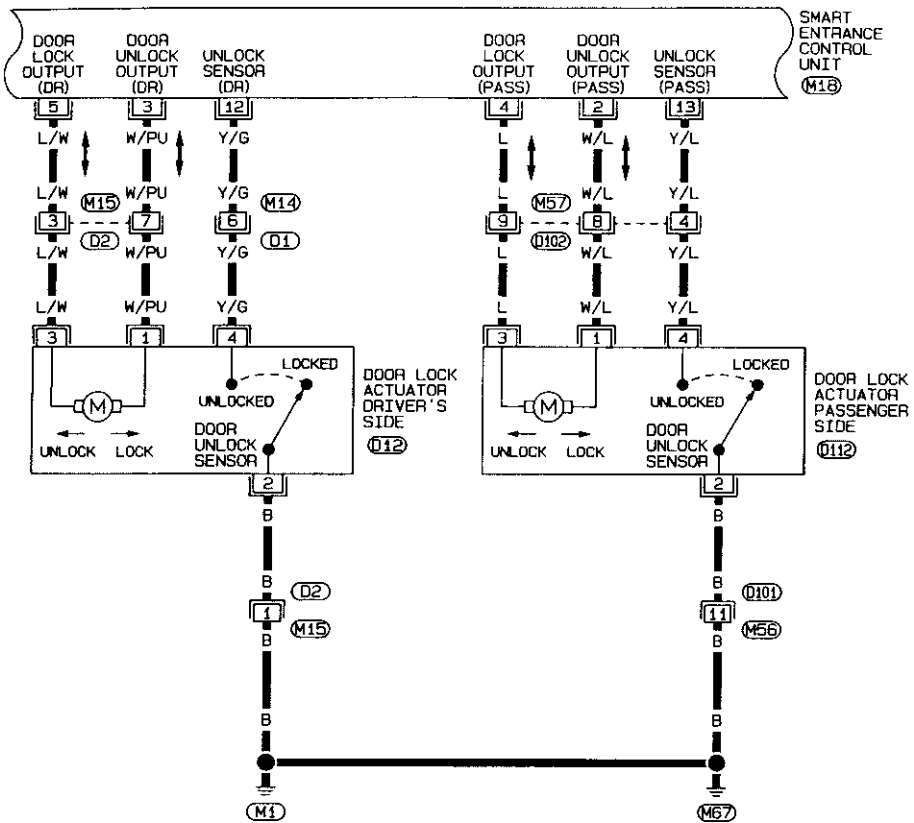 SMART
ENTRANCE
CONTROL
UNIT
M18
DOOR
LOCK
OUTPUT
(DR)
DOOR
UNLOCK
OUTPUT
(DR)
UNLOCK
SENSOR
(DR)
DOOR
LOCK
OUTPUT
(PASS)
DOOR
UNLOCK
OUTPUT
(PASS)
UNLOCK
SENSOR
(PASS)
5 3 12 4 2 13
L/W W/PU Y/G L W/L Y/L
L/W W/PU Y/G L W/L Y/L
M15 M14 M57
3 7 6 9 8 4
D2 D1 D102
L/W W/PU Y/G L W/L Y/L
L/W W/PU Y/G L W/L Y/L
3 1 4 3 1 4
LOCKED
UNLOCKED
M
UNLOCK LOCK
DOOR
UNLOCK
SENSOR
DOOR LOCK
ACTUATOR
DRIVER'S
SIDE
D12
LOCKED
UNLOCKED
M
UNLOCK LOCK
DOOR
UNLOCK
SENSOR
DOOR LOCK
ACTUATOR
PASSENGER
SIDE
D112
2 2
B B
B B
D2 D101
1 11
M15 M56
B B
B B
M1 M67